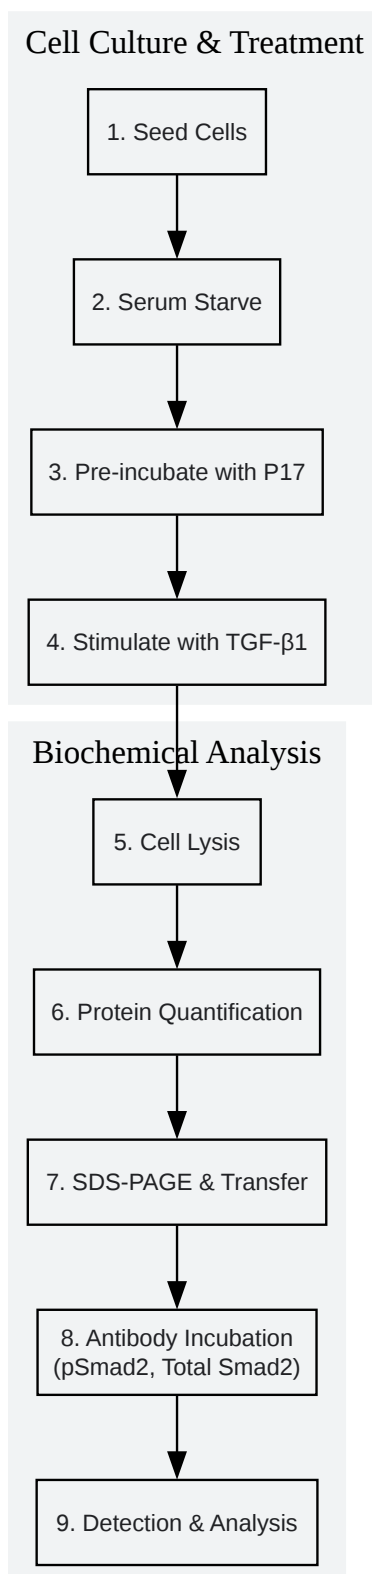 Cell Culture & Treatment
1. Seed Cells
2. Serum Starve
3. Pre-incubate with P17
4. Stimulate with TGF-β1
Biochemical Analysis
5. Cell Lysis
6. Protein Quantification
7. SDS-PAGE & Transfer
8. Antibody Incubation
(pSmad2, Total Smad2)
9. Detection & Analysis